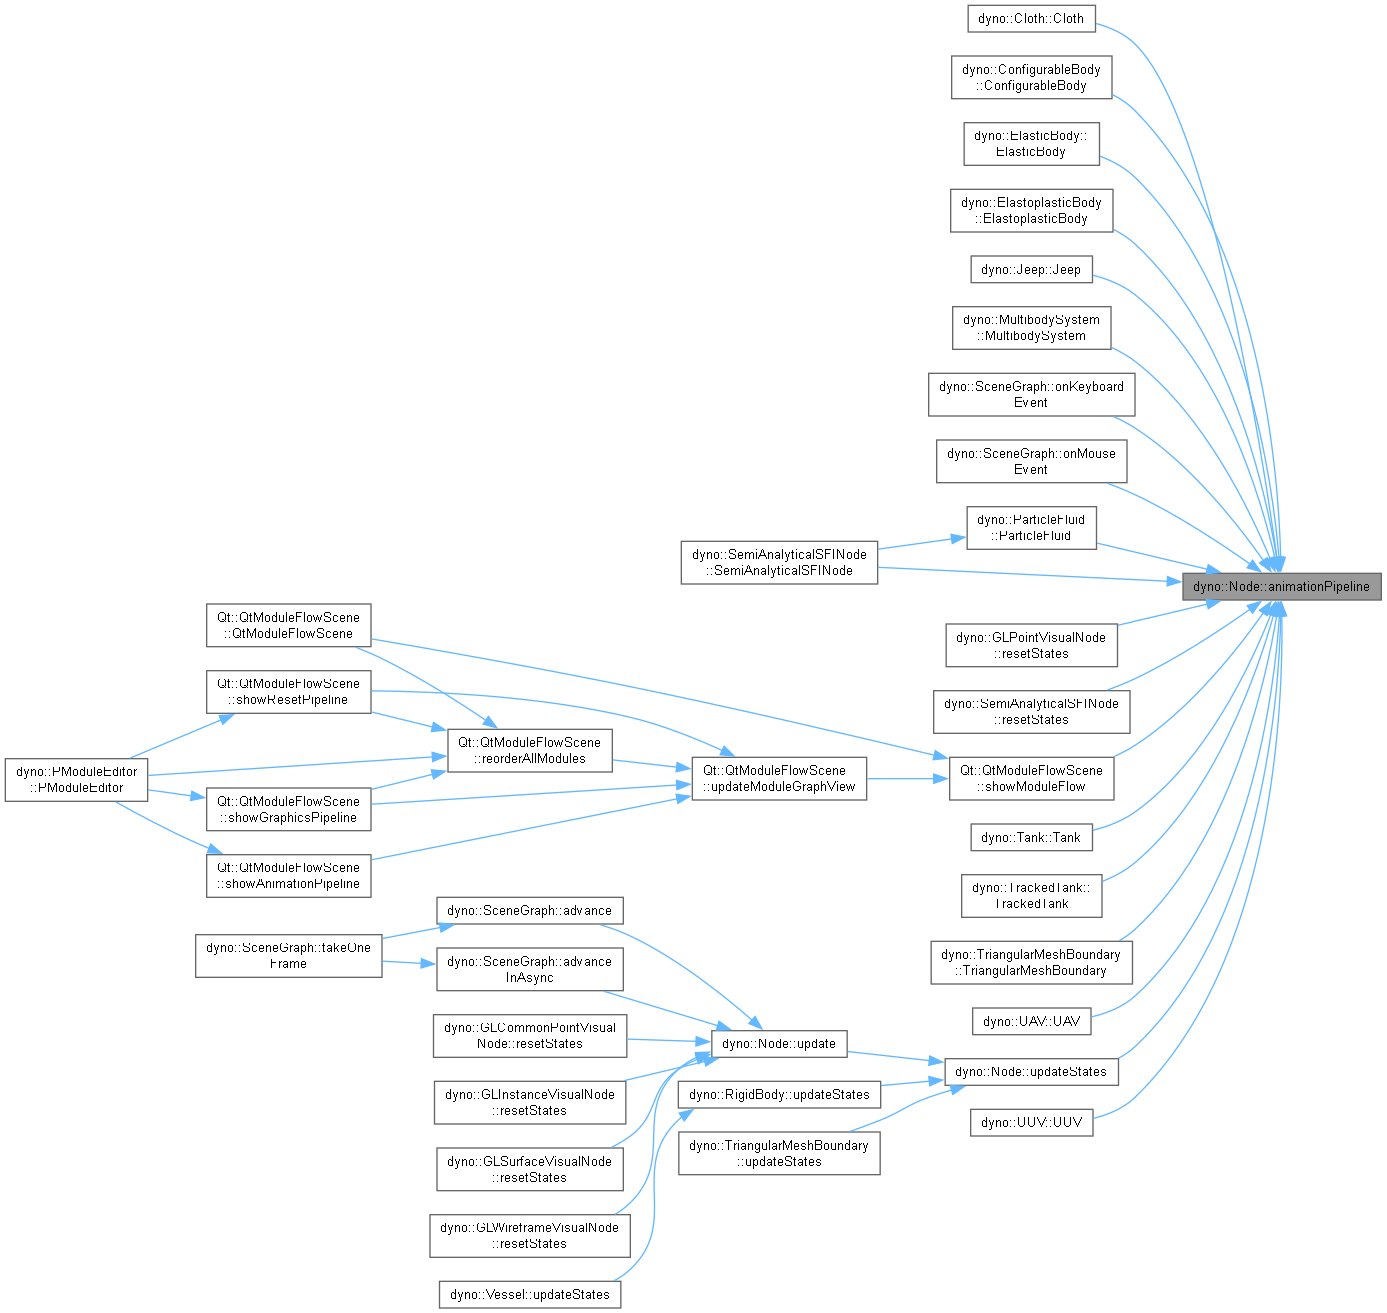 dyno::Cloth::Cloth
dyno::ConfigurableBody
::ConfigurableBody
dyno::ElasticBody::
ElasticBody
dyno::ElastoplasticBody
::ElastoplasticBody
dyno::Jeep::Jeep
dyno::MultibodySystem
::MultibodySystem
dyno::SceneGraph::onKeyboard
Event
dyno::SceneGraph::onMouse
Event
dyno::ParticleFluid
::ParticleFluid
dyno::SemiAnalyticalSFINode
::SemiAnalyticalSFINode
dyno::Node::animationPipeline
dyno::GLPointVisualNode
::resetStates
dyno::SemiAnalyticalSFINode
::resetStates
Qt::QtModuleFlowScene
::QtModuleFlowScene
Qt::QtModuleFlowScene
::showResetPipeline
Qt::QtModuleFlowScene
::reorderAllModules
dyno::PModuleEditor
::PModuleEditor
Qt::QtModuleFlowScene
::updateModuleGraphView
Qt::QtModuleFlowScene
::showModuleFlow
Qt::QtModuleFlowScene
::showGraphicsPipeline
dyno::Tank::Tank
Qt::QtModuleFlowScene
::showAnimationPipeline
dyno::TrackedTank::
TrackedTank
dyno::SceneGraph::advance
dyno::SceneGraph::takeOne
Frame
dyno::SceneGraph::advance
InAsync
dyno::TriangularMeshBoundary
::TriangularMeshBoundary
dyno::UAV::UAV
dyno::GLCommonPointVisual
Node::resetStates
dyno::Node::update
dyno::Node::updateStates
dyno::GLInstanceVisualNode
::resetStates
dyno::RigidBody::updateStates
dyno::UUV::UUV
dyno::TriangularMeshBoundary
::updateStates
dyno::GLSurfaceVisualNode
::resetStates
dyno::GLWireframeVisualNode
::resetStates
dyno::Vessel::updateStates